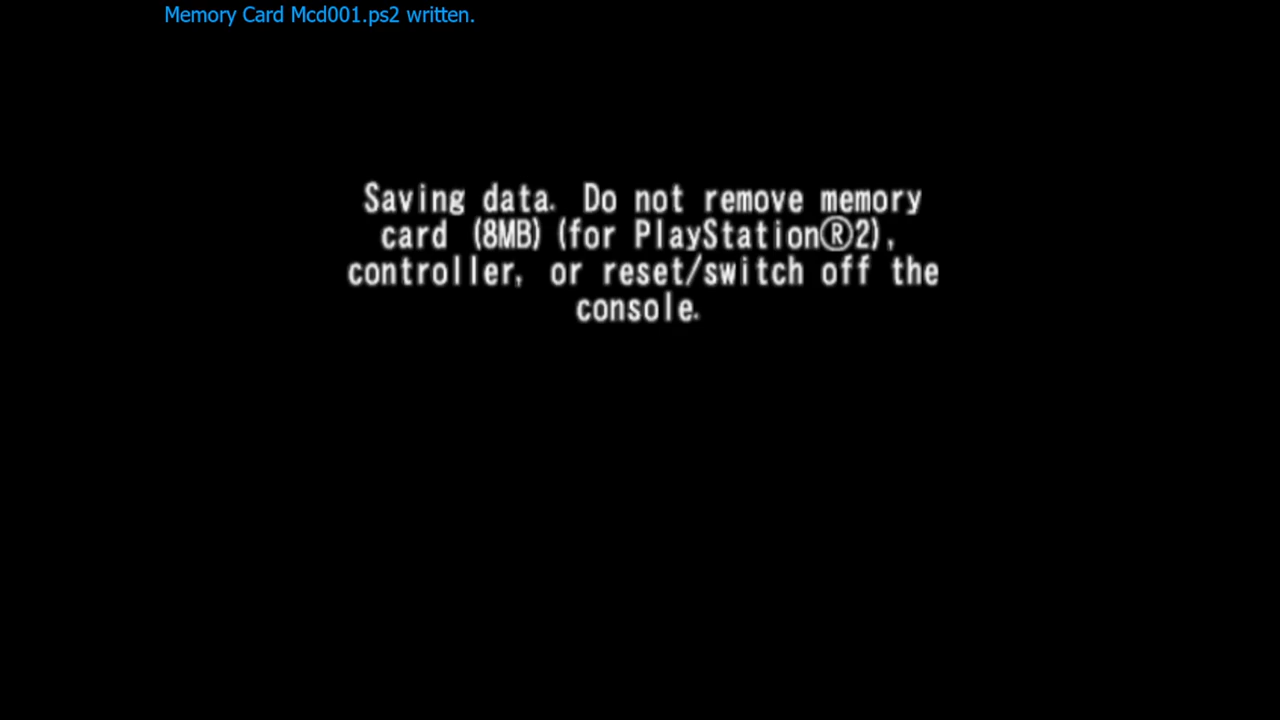 Memory Card Mcd001.ps2 written.
Saving data. Do not remove memory
card (8MB) (for PlayStation®2),
controller, or reset/switch off the
console.